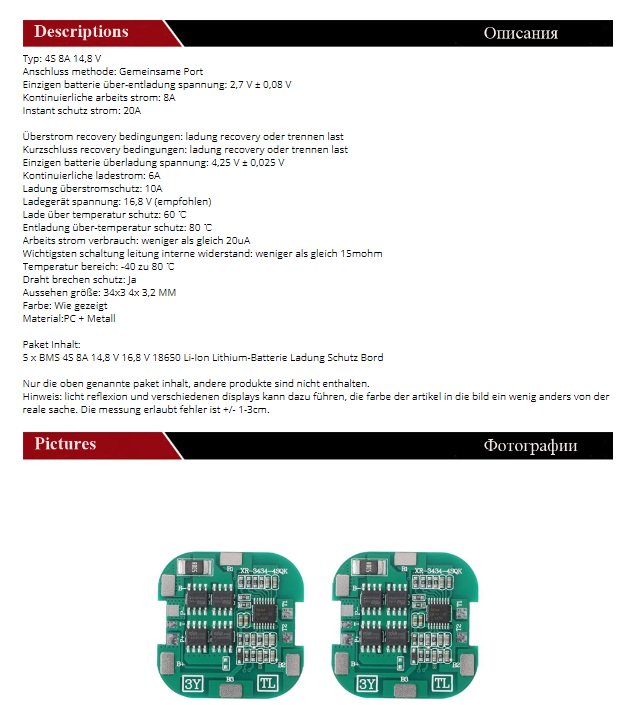 Descriptions Описания
Typ: 4S 8A 14,8 V
Anschluss methode: Gemeinsame Port
Einzigen batterie über-entladung spannung: 2,7 V ± 0,08 V
Kontinuierliche arbeits strom: 8A
Instant schutz strom: 20A
Überstrom recovery bedingungen: ladung recovery oder trennen last
Kurzschluss recovery bedingungen: ladung recovery oder trennen last
Einzigen batterie überladung spannung: 4,25 V ± 0,025 V
Kontinuierliche ladestrom: 6A
Ladung überstromschutz: 10A
Ladegerät spannung: 16,8 V (empfohlen)
Lade über temperatur schutz: 60 ℃
Entladung über-temperatur schutz: 80 ℃
Arbeits strom verbrauch: weniger als gleich 20uA
Wichtigsten schaltung leitung interne widerstand: weniger als gleich 15mohm
Temperatur bereich: -40 zu 80 ℃
Draht brechen schutz: Ja
Aussehen größe: 34x3 4x 3,2 MM
Farbe: Wie gezeigt
Material:PC + Metall
Paket Inhalt:
5 x BMS 4S 8A 14,8 V 16,8 V 18650 Li-Ion Lithium-Batterie Ladung Schutz Bord
Nur die oben genannte paket inhalt, andere produkte sind nicht enthalten.
Hinweis: licht reflexion und verschiedenen displays kann dazu führen, die farbe der artikel in die bild ein wenig anders von der
reale sache. Die messung erlaubt fehler ist +/- 1-3cm.
Pictures Фотографии
B1 B1
XR-3434-4SQK XR-3434-4SQK
B- B-
T1 T1
P- P-
T2 T2
P+ P+
B+ B2 B+ B2
3Y B3 TL 3Y B3 TL